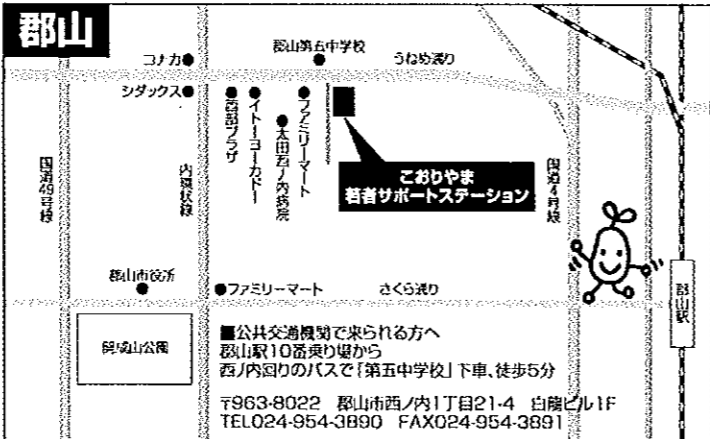 郡山
コナカ
郡山第五中学校
うねめ通り
シダックス
西部プラザ
イトーヨーカドー
太田西ノ内病院
ファミリーマート
こおりやま
若者サポートステーション
国道49号線
内環状線
国道4号線
郡山市役所
ファミリーマート
さくら通り
郡山駅
開成山公園
■公共交通機関で来られる方へ
郡山駅10番乗り場から
西ノ内回りのバスで「第五中学校」下車、徒歩5分
〒963-8022 郡山市西ノ内1丁目21-4 白龍ビル1F
TEL024-954-3890 FAX024-954-3891